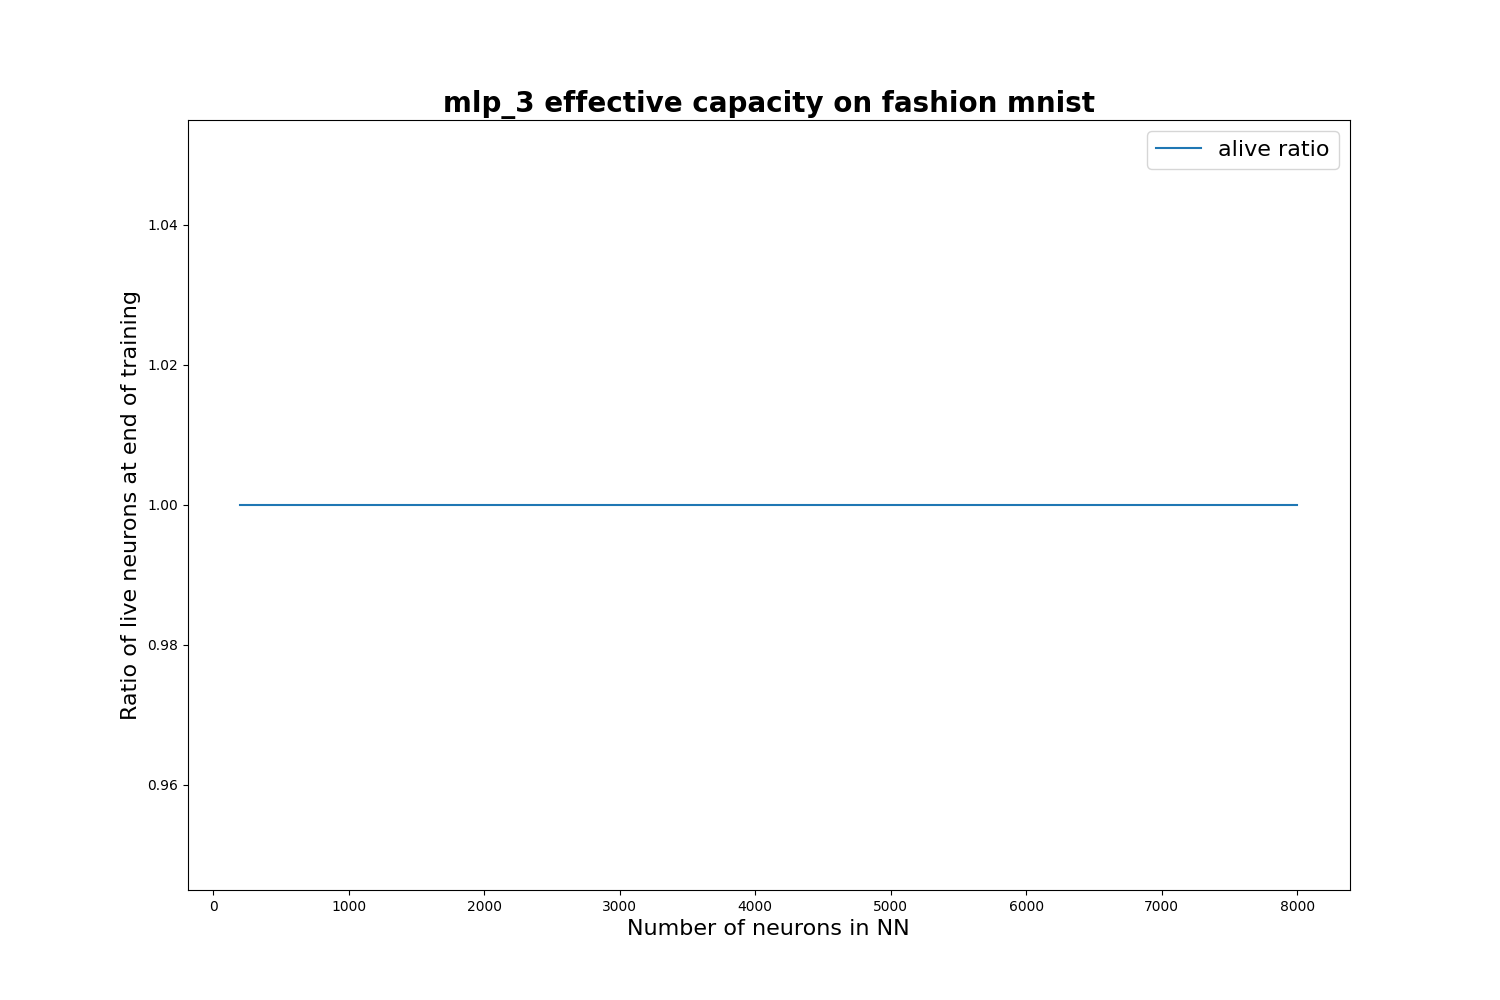 mlp_3 effective capacity on fashion mnist
alive ratio
Ratio of live neurons at end of training
1.04
1.02
1.00
0.98
0.96
0 1000 2000 3000 4000 5000 6000 7000 8000
Number of neurons in NN